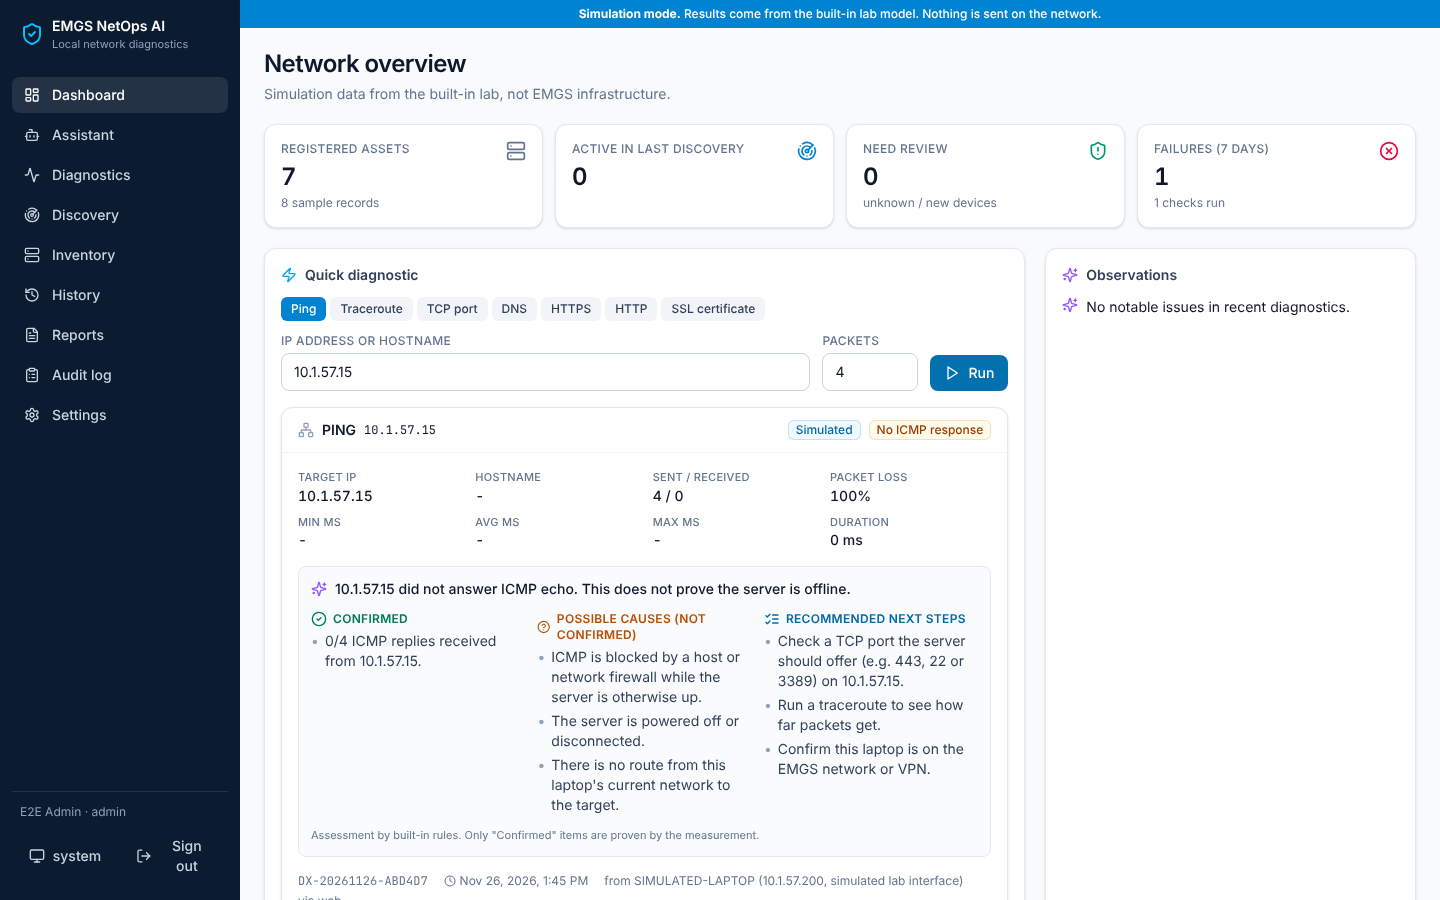 EMGS NetOps AI
Local network diagnostics
Dashboard
Assistant
Diagnostics
Discovery
Inventory
History
Reports
Audit log
Settings
E2E Admin · admin
system
Sign out
Simulation mode. Results come from the built-in lab model. Nothing is sent on the network.
Network overview
Simulation data from the built-in lab, not EMGS infrastructure.
REGISTERED ASSETS
7
8 sample records
ACTIVE IN LAST DISCOVERY
0
NEED REVIEW
0
unknown / new devices
FAILURES (7 DAYS)
1
1 checks run
Quick diagnostic
Ping Traceroute TCP port DNS HTTPS HTTP SSL certificate
IP ADDRESS OR HOSTNAME
10.1.57.15
PACKETS
4
Run
PING 10.1.57.15
Simulated No ICMP response
TARGET IP
10.1.57.15
HOSTNAME
-
SENT / RECEIVED
4 / 0
PACKET LOSS
100%
MIN MS
-
AVG MS
-
MAX MS
-
DURATION
0 ms
10.1.57.15 did not answer ICMP echo. This does not prove the server is offline.
CONFIRMED
• 0/4 ICMP replies received
from 10.1.57.15.
POSSIBLE CAUSES (NOT
CONFIRMED)
• ICMP is blocked by a host or
network firewall while the
server is otherwise up.
• The server is powered off or
disconnected.
• There is no route from this
laptop's current network to
the target.
RECOMMENDED NEXT STEPS
• Check a TCP port the server
should offer (e.g. 443, 22 or
3389) on 10.1.57.15.
• Run a traceroute to see how
far packets get.
• Confirm this laptop is on the
EMGS network or VPN.
Assessment by built-in rules. Only "Confirmed" items are proven by the measurement.
DX-20261126-ABD4D7 Nov 26, 2026, 1:45 PM from SIMULATED-LAPTOP (10.1.57.200, simulated lab interface)
via web
Observations
No notable issues in recent diagnostics.